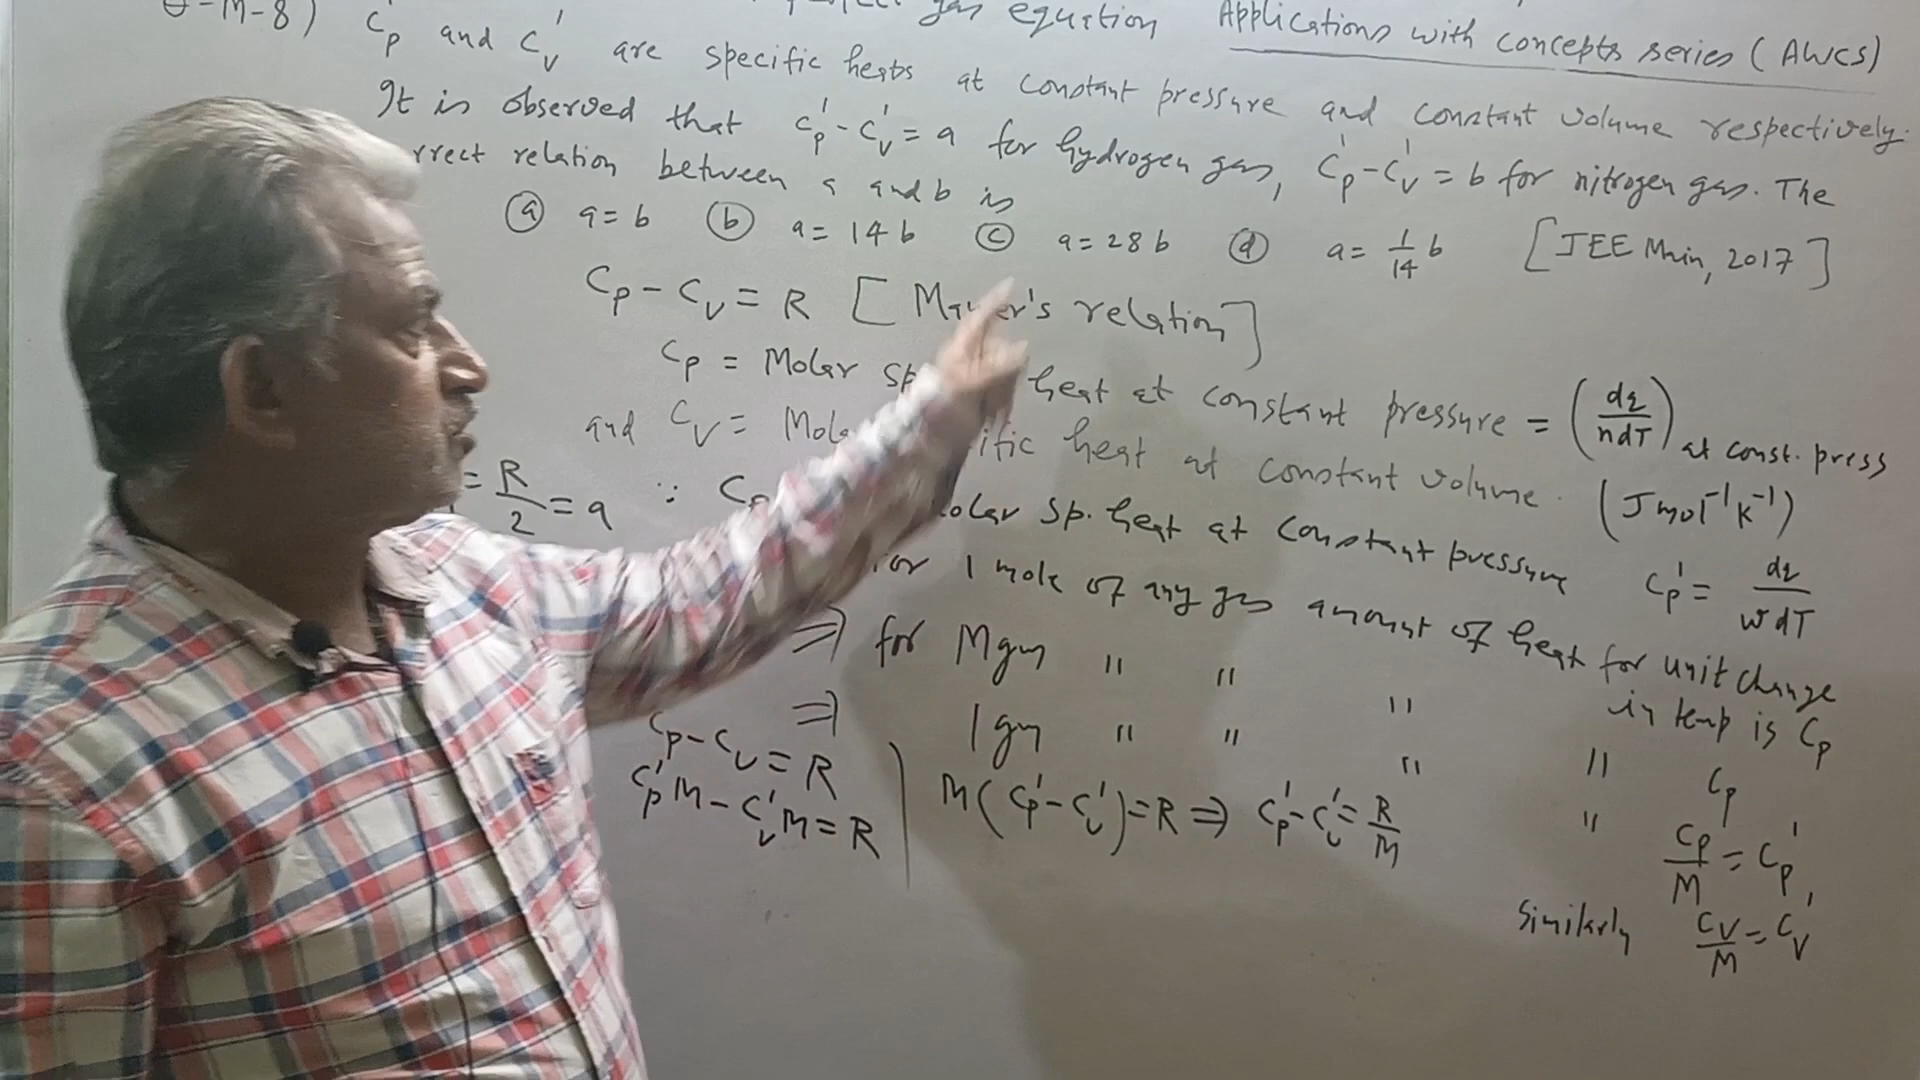 θ-M-8) gas equation Applications with concepts series (AWCS)
Cp' and Cv' are specific heats at constant pressure and constant volume respectively.
It is observed that Cp' - Cv' = a for hydrogen gas, Cp' - Cv' = b for nitrogen gas. The
rrect relation between a and b is
(a) a = b (b) a = 14 b (c) a = 28 b (d) a = 1/14 b [JEE Main, 2017]
Cp - Cv = R [Mayer's relation]
Cp = Molar sp heat at constant pressure = (dq/ndT) at const. press
and Cv = Mola ific heat at constant volume. (J mol⁻¹ K⁻¹)
= R/2 = a ∵ Cp olar sp. heat at constant pressure Cp' = dq/wdT
or 1 mole of any gas amount of heat for unit change
in temp is Cp
⇒ for M gm " " " " Cp
⇒ 1 gm " " " " Cp/M = Cp',
Cp - Cv = R
Cp'M - Cv'M = R
M(Cp' - Cv') = R ⇒ Cp' - Cv' = R/M
Similarly Cv/M = Cv'